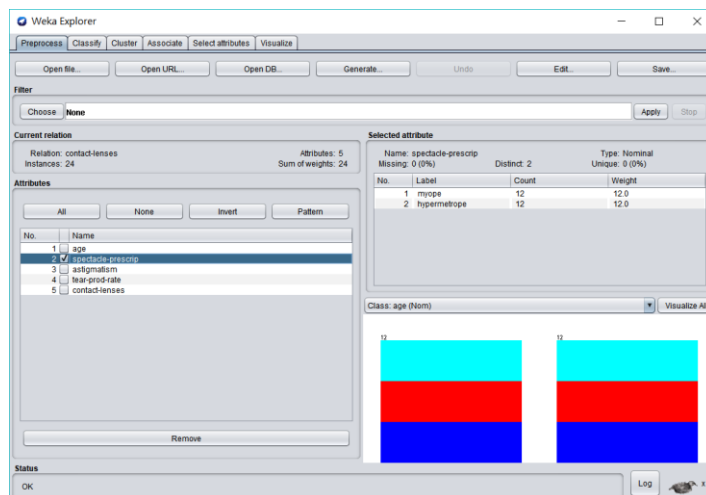 Weka Explorer
Preprocess Classify Cluster Associate Select attributes Visualize
Open file... Open URL... Open DB... Generate... Undo Edit... Save...
Filter
Choose None Apply Stop
Current relation
Relation: contact-lenses Attributes: 5
Instances: 24 Sum of weights: 24
Attributes
All None Invert Pattern
No. Name
1 age
2 spectacle-prescrip
3 astigmatism
4 tear-prod-rate
5 contact-lenses
Remove
Selected attribute
Name: spectacle-prescrip Type: Nominal
Missing: 0 (0%) Distinct: 2 Unique: 0 (0%)
No. Label Count Weight
1 myope 12 12.0
2 hypermetrope 12 12.0
Class: age (Nom) Visualize Al
12 12
Status
OK Log x